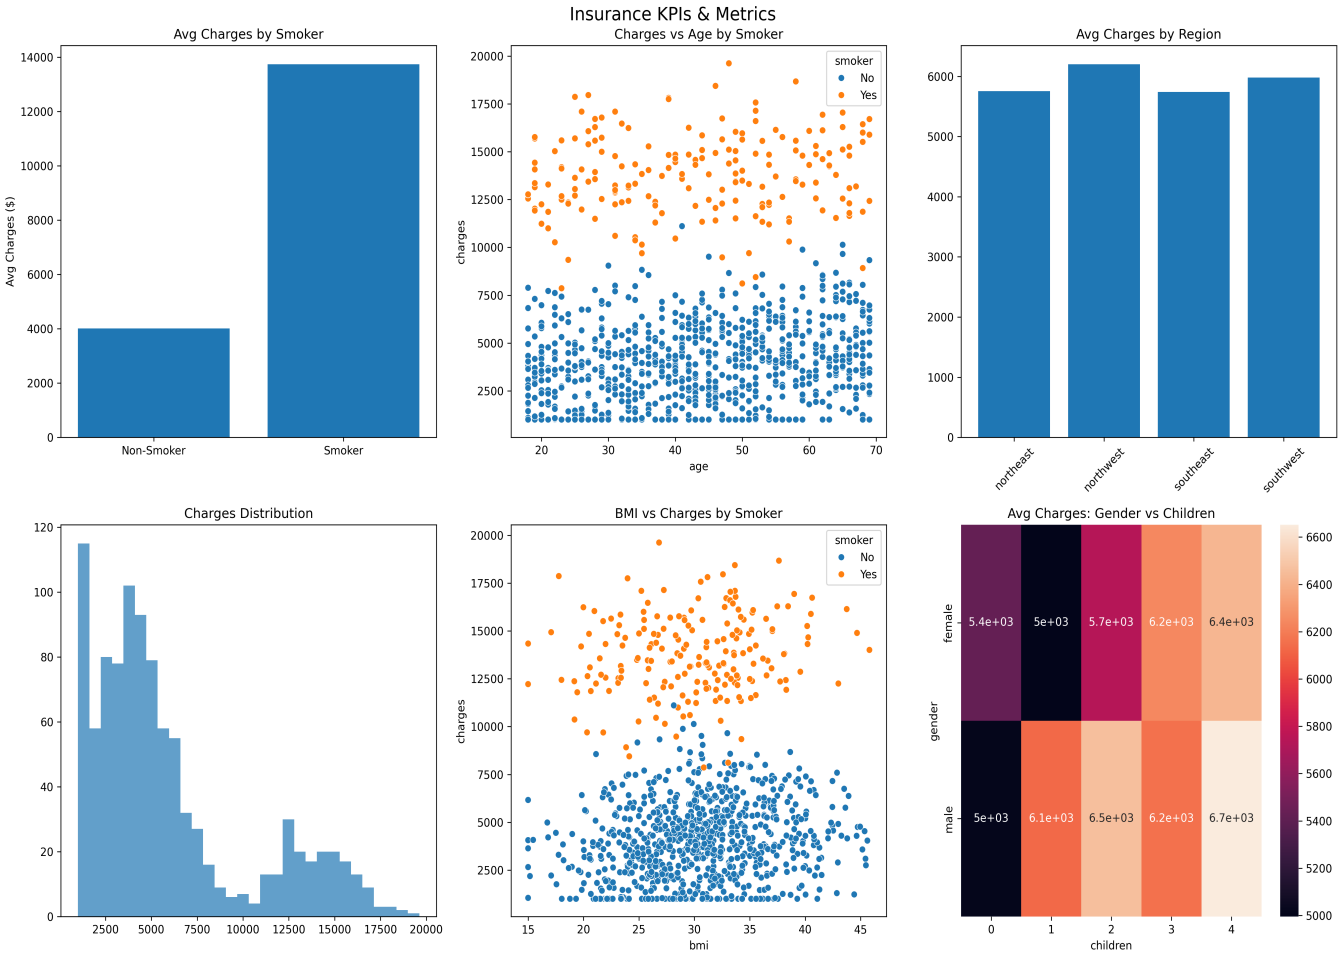 Insurance KPIs & Metrics
Avg Charges by Smoker
Avg Charges ($)
14000
12000
10000
8000
6000
4000
2000
0
Non-Smoker Smoker
Charges vs Age by Smoker
charges
20000
17500
15000
12500
10000
7500
5000
2500
smoker
No
Yes
20 30 40 50 60 70
age
Avg Charges by Region
6000
5000
4000
3000
2000
1000
0
northeast northwest southeast southwest
Charges Distribution
120
100
80
60
40
20
0
2500 5000 7500 10000 12500 15000 17500 20000
BMI vs Charges by Smoker
charges
20000
17500
15000
12500
10000
7500
5000
2500
smoker
No
Yes
15 20 25 30 35 40 45
bmi
Avg Charges: Gender vs Children
gender
female
5.4e+03 5e+03 5.7e+03 6.2e+03 6.4e+03
male
5e+03 6.1e+03 6.5e+03 6.2e+03 6.7e+03
0 1 2 3 4
children
6600
6400
6200
6000
5800
5600
5400
5200
5000